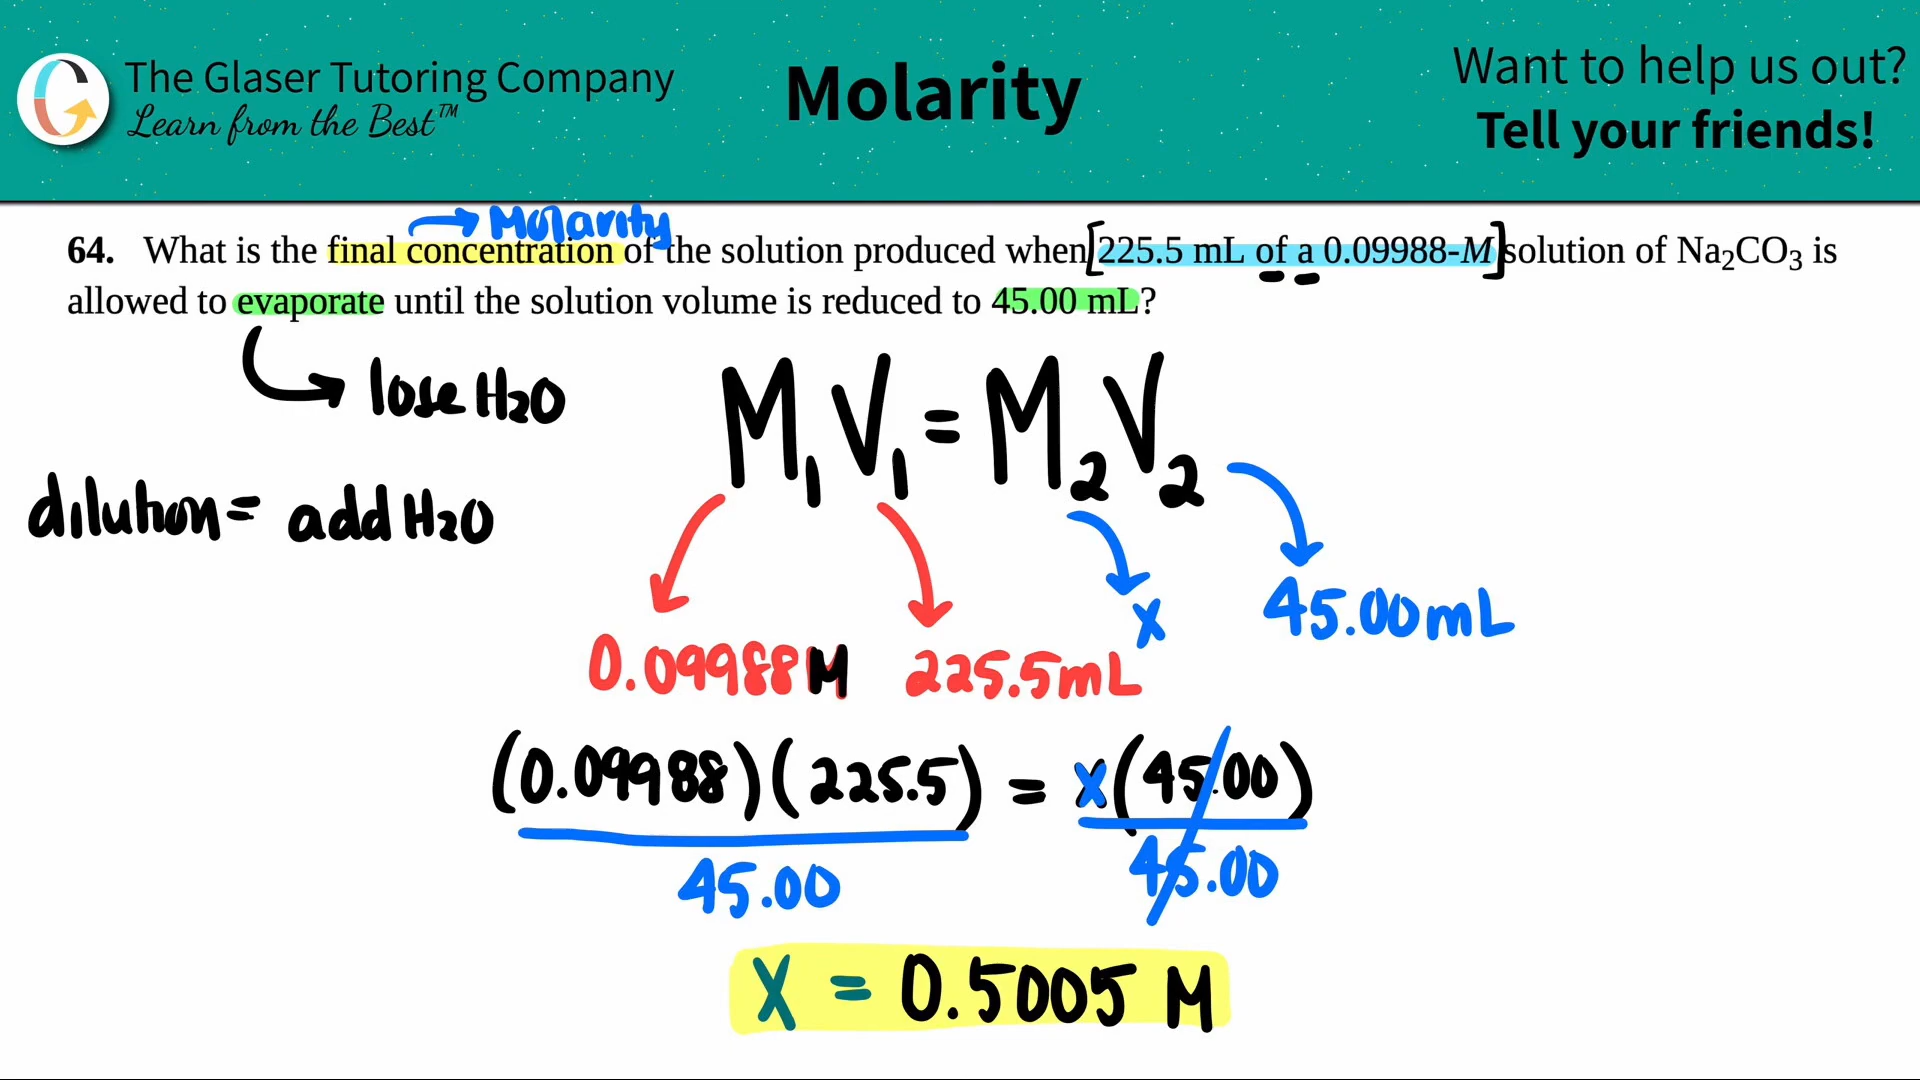 The Glaser Tutoring Company
Learn from the Best™
Molarity
Want to help us out?
Tell your friends!
→ Molarity
64. What is the final concentration of the solution produced when [225.5 mL of a 0.09988-M] solution of Na₂CO₃ is
allowed to evaporate until the solution volume is reduced to 45.00 mL?
lose H₂O
M₁V₁ = M₂V₂
dilution = add H₂O
0.09988M 225.5mL x 45.00mL
(0.09988)(225.5) = x(45.00)
45.00 45.00
X = 0.5005 M